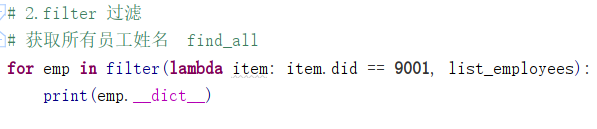 # 2.filter 过滤
# 获取所有员工姓名  find_all
for emp in filter(lambda item: item.did == 9001, list_employees):
    print(emp.__dict__)